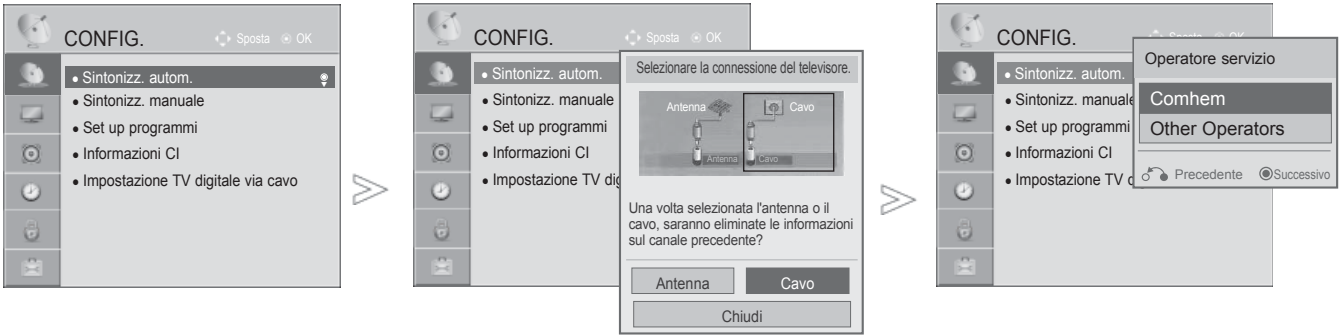 CONFIG.
Sposta OK
• Sintonizz. autom.
• Sintonizz. manuale
• Set up programmi
• Informazioni CI
• Impostazione TV digitale via cavo
CONFIG.
Sposta OK
• Sintonizz. autom.
• Sintonizz. manuale
• Set up programmi
• Informazioni CI
• Impostazione TV dig
Selezionare la connessione del televisore.
Antenna Cavo
Antenna Cavo
Una volta selezionata l'antenna o il
cavo, saranno eliminate le informazioni
sul canale precedente?
Antenna Cavo
Chiudi
CONFIG.
Sposta OK
• Sintonizz. autom.
• Sintonizz. manuale
• Set up programmi
• Informazioni CI
• Impostazione TV d
Operatore servizio
Comhem
Other Operators
Precedente Successivo